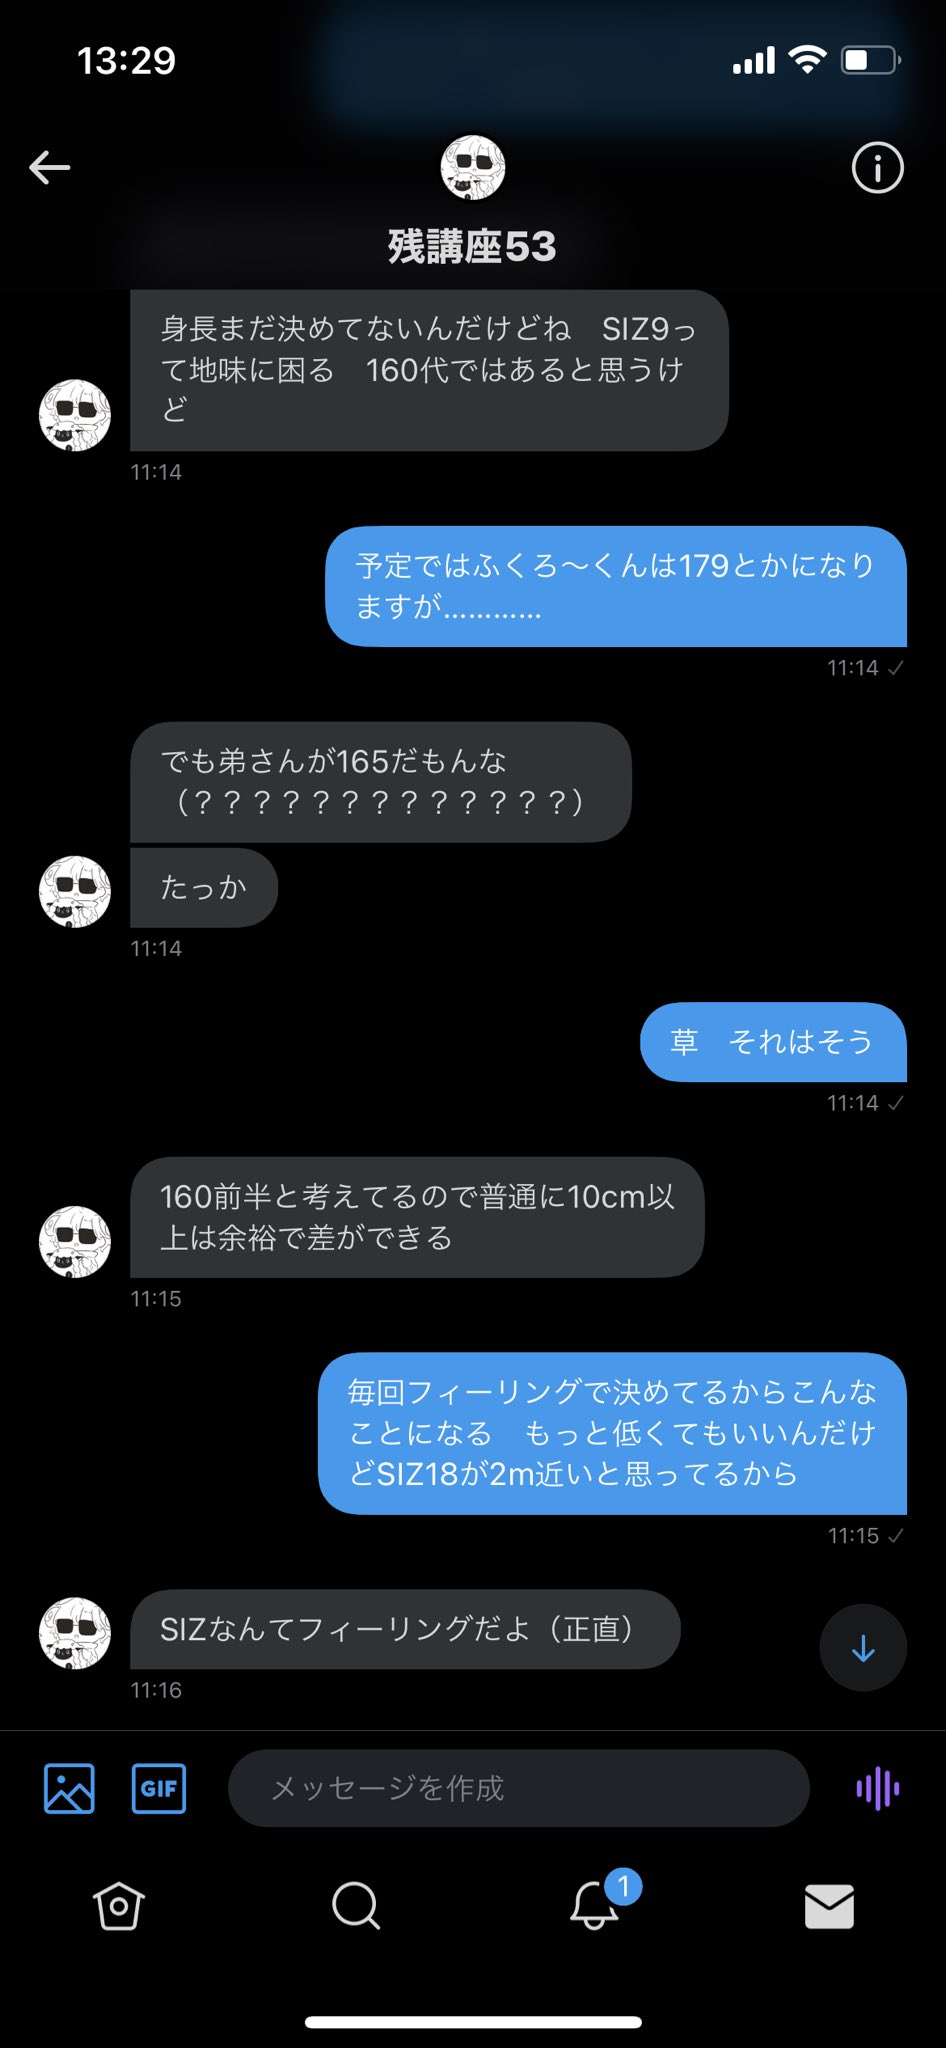 13:29
残講座53
身長まだ決めてないんだけどね　SIZ9っ
て地味に困る　160代ではあると思うけ
ど
11:14
予定ではふくろ〜くんは179とかになり
ますが…………
11:14
でも弟さんが165だもんな
（？？？？？？？？？？？？？）
たっか
11:14
草　それはそう
11:14
160前半と考えてるので普通に10cm以
上は余裕で差ができる
11:15
毎回フィーリングで決めてるからこんな
ことになる　もっと低くてもいいんだけ
どSIZ18が2m近いと思ってるから
11:15
SIZなんてフィーリングだよ（正直）
11:16
GIF
メッセージを作成
1